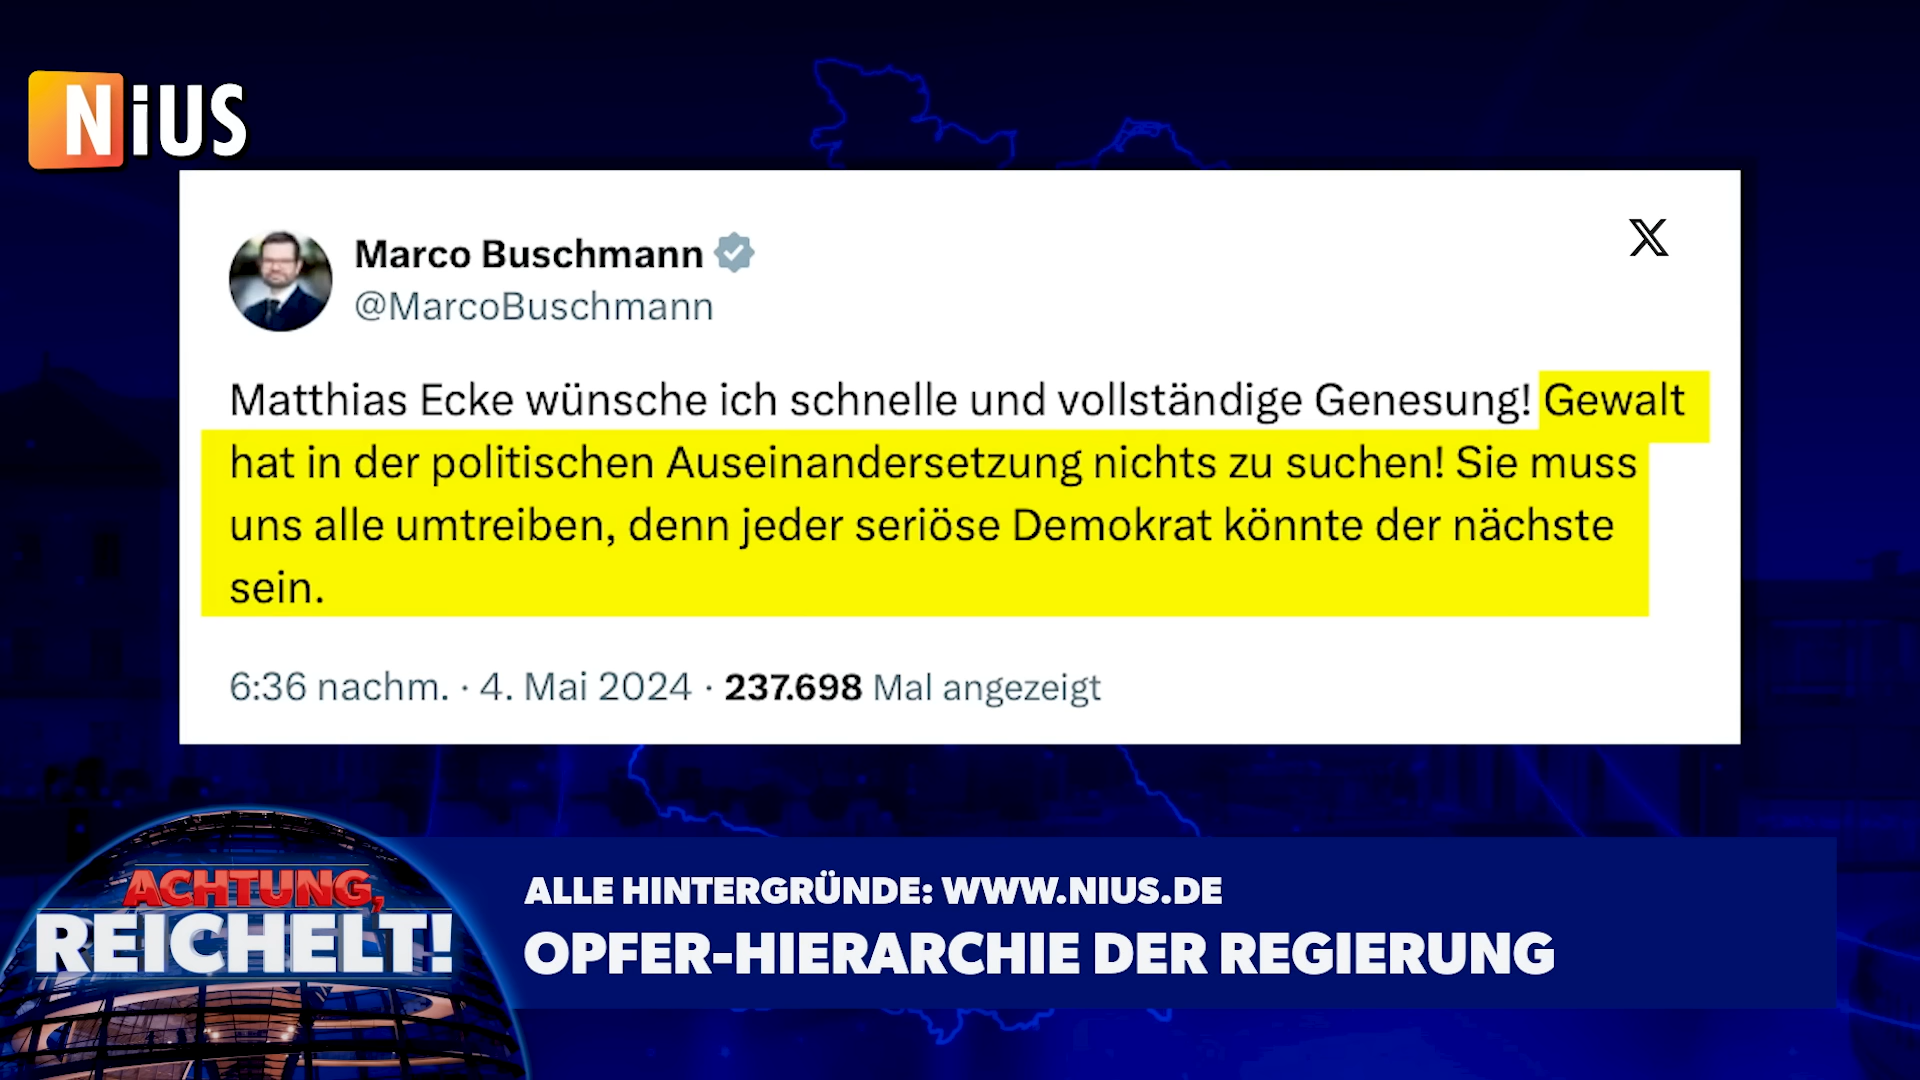 NiUS
Marco Buschmann
@MarcoBuschmann
Matthias Ecke wünsche ich schnelle und vollständige Genesung! Gewalt
hat in der politischen Auseinandersetzung nichts zu suchen! Sie muss
uns alle umtreiben, denn jeder seriöse Demokrat könnte der nächste
sein.
6:36 nachm. · 4. Mai 2024 · 237.698 Mal angezeigt
ACHTUNG,
REICHELT!
ALLE HINTERGRÜNDE: WWW.NIUS.DE
OPFER-HIERARCHIE DER REGIERUNG